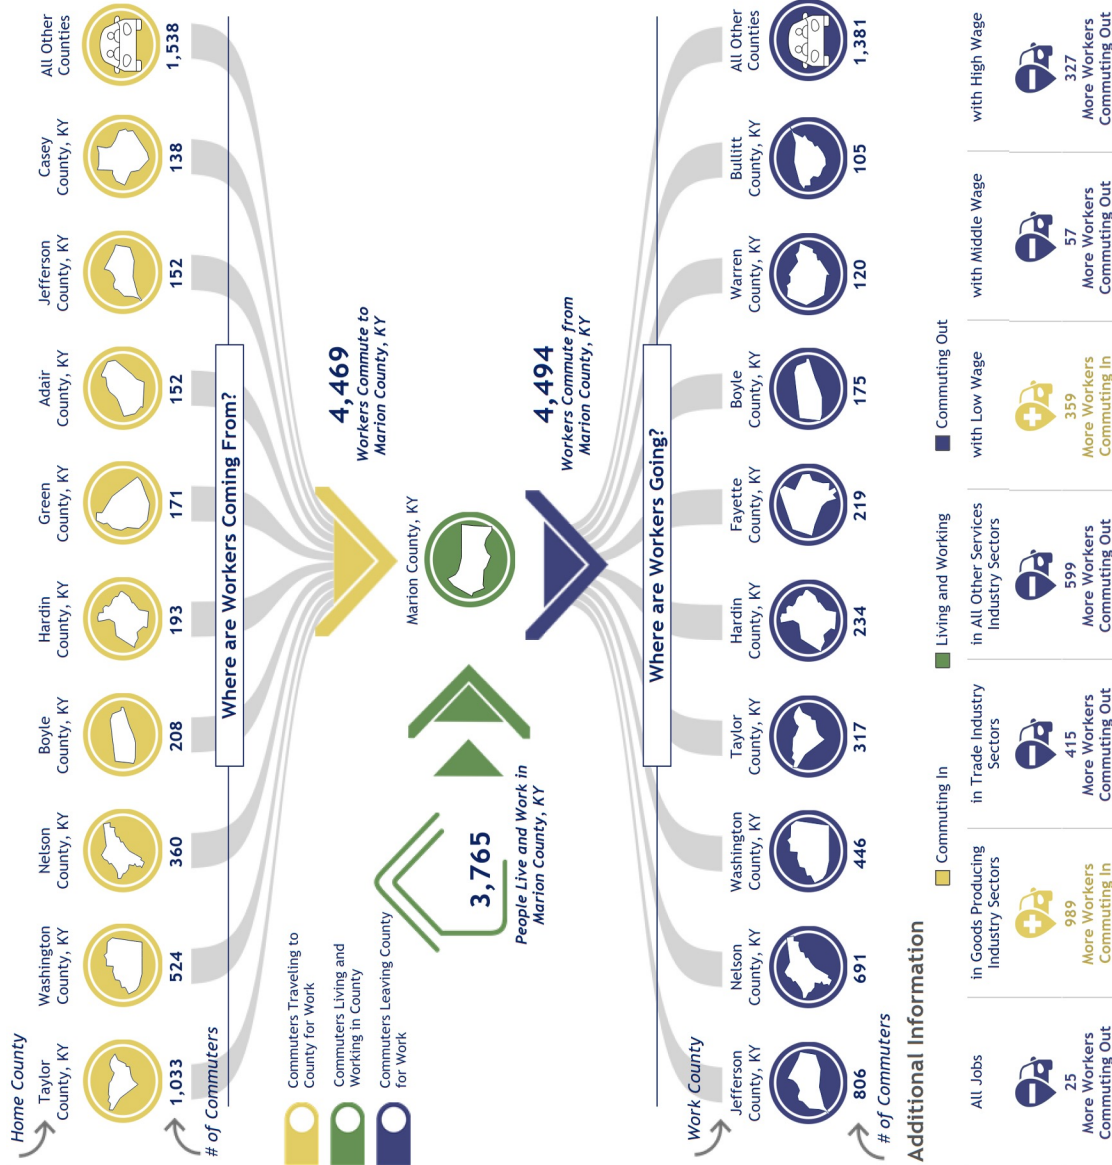 Home County
Taylor
County, KY
1,033
Washington
County, KY
524
Nelson
County, KY
360
Boyle
County, KY
208
Hardin
County, KY
193
Green
County, KY
171
Adair
County, KY
152
Jefferson
County, KY
152
Casey
County, KY
138
All Other
Counties
1,538
# of Commuters
Where are Workers Coming From?
Commuters Traveling to
County for Work
Commuters Living and
Working in County
Commuters Leaving County
for Work
4,469
Workers Commute to
Marion County, KY
3,765
People Live and Work in
Marion County, KY
Marion County, KY
4,494
Workers Commute from
Marion County, KY
Where are Workers Going?
Work County
Jefferson
County, KY
806
Nelson
County, KY
691
Washington
County, KY
446
Taylor
County, KY
317
Hardin
County, KY
234
Fayette
County, KY
219
Boyle
County, KY
175
Warren
County, KY
120
Bullitt
County, KY
105
All Other
Counties
1,381
# of Commuters
Additional Information
Commuting In
Living and Working
Commuting Out
All Jobs
25
More Workers
Commuting Out
in Goods Producing
Industry Sectors
989
More Workers
Commuting In
in Trade Industry
Sectors
415
More Workers
Commuting Out
in All Other Services
Industry Sectors
599
More Workers
Commuting Out
with Low Wage
359
More Workers
Commuting In
with Middle Wage
57
More Workers
Commuting Out
with High Wage
327
More Workers
Commuting Out